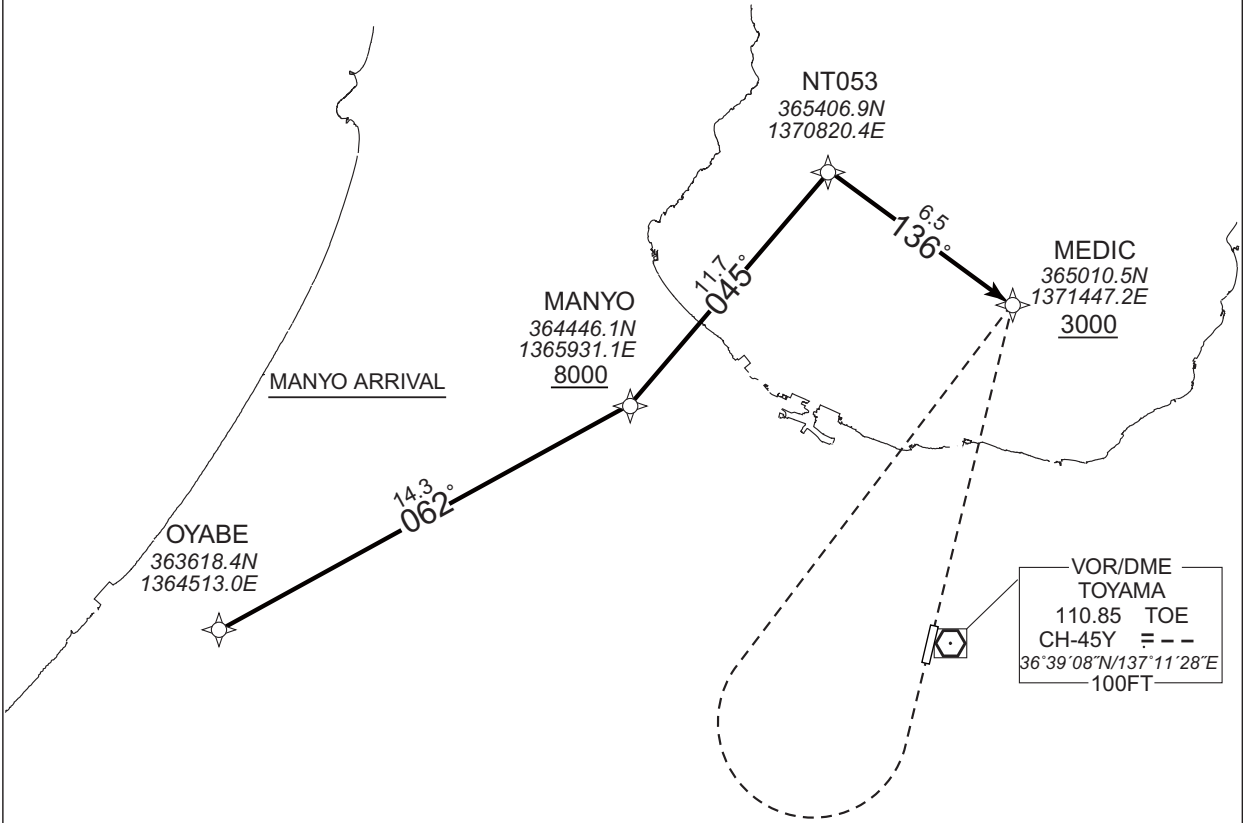 NT053
365406.9N
1370820.4E
6.5
136°
MEDIC
365010.5N
1371447.2E
3000
11.7
045°
MANYO
364446.1N
1365931.1E
8000
MANYO ARRIVAL
14.3
062°
OYABE
363618.4N
1364513.0E
VOR/DME
TOYAMA
110.85 TOE
CH-45Y
36°39′08″N/137°11′28″E
100FT